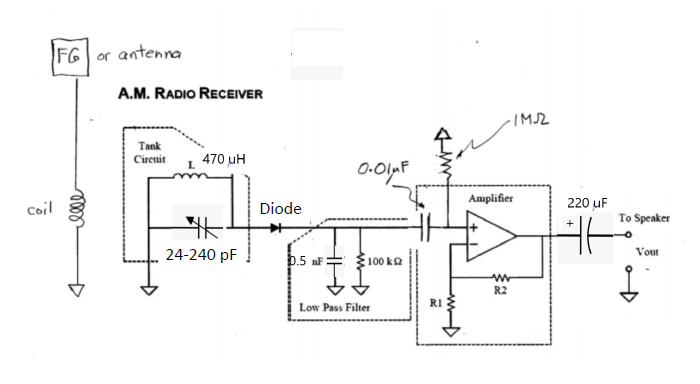 FG or antenna
A.M. RADIO RECEIVER
1MΩ
Tank
Circuit
L 470 uH
0.01µF
Amplifier
coil
Diode
220 uF
+
To Speaker
+
24-240 pF
0.5 nF
100 kΩ
Vout
-
R2
R1
Low Pass Filter